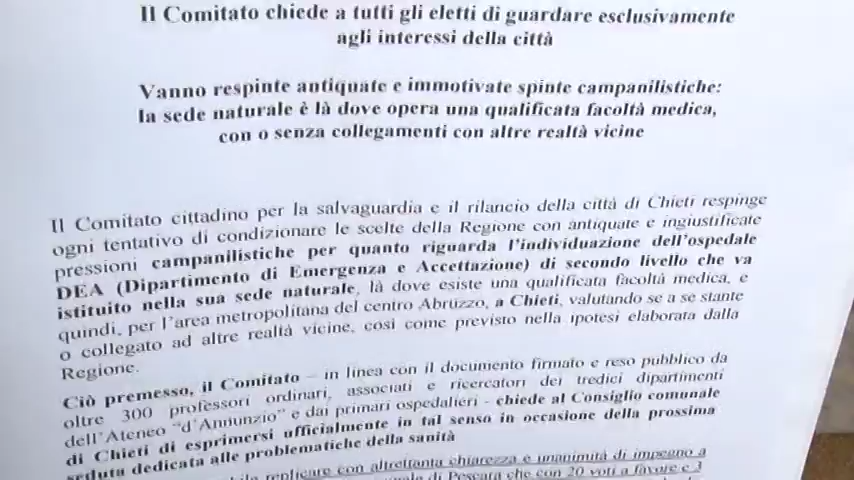 Il Comitato chiede a tutti gli eletti di guardare esclusivamente
agli interessi della città
Vanno respinte antiquate e immotivate spinte campanilistiche:
la sede naturale è là dove opera una qualificata facoltà medica,
con o senza collegamenti con altre realtà vicine
Il Comitato cittadino per la salvaguardia e il rilancio della città di Chieti respinge
ogni tentativo di condizionare le scelte della Regione con antiquate e ingiustificate
pressioni campanilistiche per quanto riguarda l'individuazione dell'ospedale
DEA (Dipartimento di Emergenza e Accettazione) di secondo livello che va
istituito nella sua sede naturale, là dove esiste una qualificata facoltà medica, e
quindi, per l'area metropolitana del centro Abruzzo, a Chieti, valutando se a se stante
o collegato ad altre realtà vicine, così come previsto nella ipotesi elaborata dalla
Regione.
Ciò premesso, il Comitato – in linea con il documento firmato e reso pubblico da
oltre 300 professori ordinari, associati e ricercatori dei tredici dipartimenti
dell'Ateneo "d'Annunzio" e dai primari ospedalieri - chiede al Consiglio comunale
di Chieti di esprimersi ufficialmente in tal senso in occasione della prossima
seduta dedicata alle problematiche della sanità
replicare con altrettanta chiarezza e unanimità di impegno a
di Pescara che con 20 voti a favore e 3